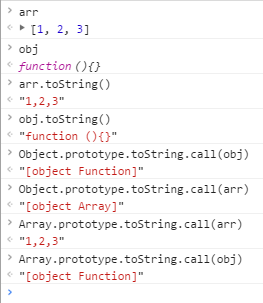 arr
[1, 2, 3]
obj
function (){}
arr.toString()
"1,2,3"
obj.toString()
"function (){}"
Object.prototype.toString.call(obj)
"[object Function]"
Object.prototype.toString.call(arr)
"[object Array]"
Array.prototype.toString.call(arr)
"1,2,3"
Array.prototype.toString.call(obj)
"[object Function]"